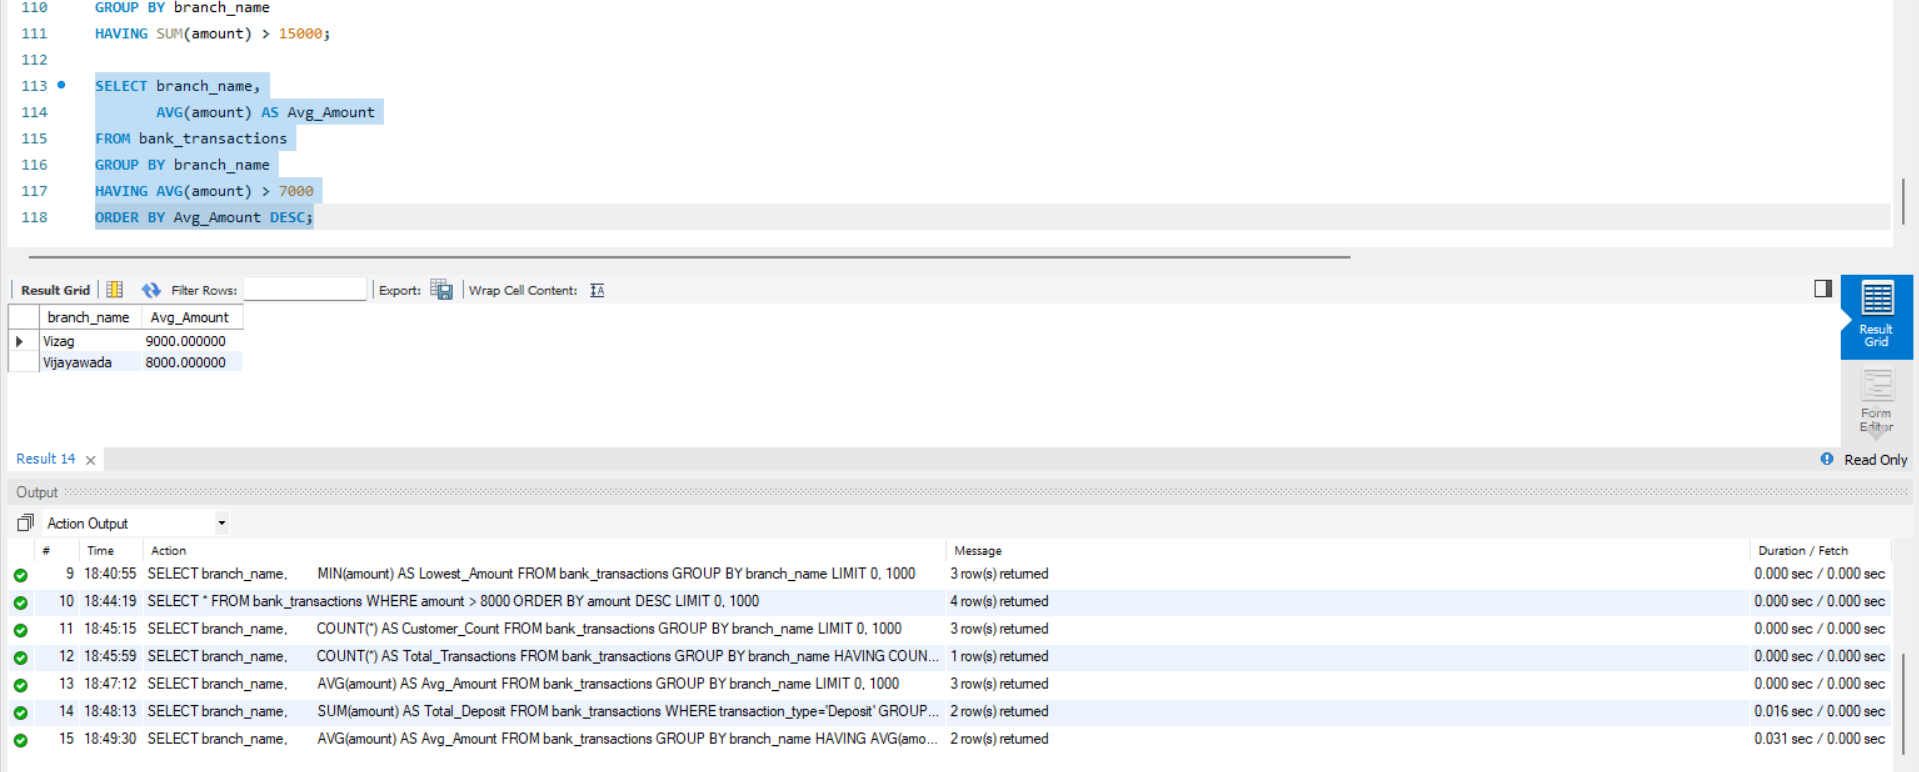 110 GROUP BY branch_name
111 HAVING SUM(amount) > 15000;
112
113 SELECT branch_name,
114 AVG(amount) AS Avg_Amount
115 FROM bank_transactions
116 GROUP BY branch_name
117 HAVING AVG(amount) > 7000
118 ORDER BY Avg_Amount DESC;
Result Grid Filter Rows: Export: Wrap Cell Content: IA
branch_name Avg_Amount
Vizag 9000.000000
Vijayawada 8000.000000
Result
Grid
Form
Editor
Result 14 Read Only
Output
Action Output
# Time Action Message Duration / Fetch
9 18:40:55 SELECT branch_name, MIN(amount) AS Lowest_Amount FROM bank_transactions GROUP BY branch_name LIMIT 0, 1000 3 row(s) returned 0.000 sec / 0.000 sec
10 18:44:19 SELECT * FROM bank_transactions WHERE amount > 8000 ORDER BY amount DESC LIMIT 0, 1000 4 row(s) returned 0.000 sec / 0.000 sec
11 18:45:15 SELECT branch_name, COUNT(*) AS Customer_Count FROM bank_transactions GROUP BY branch_name LIMIT 0, 1000 3 row(s) returned 0.000 sec / 0.000 sec
12 18:45:59 SELECT branch_name, COUNT(*) AS Total_Transactions FROM bank_transactions GROUP BY branch_name HAVING COUN... 1 row(s) returned 0.000 sec / 0.000 sec
13 18:47:12 SELECT branch_name, AVG(amount) AS Avg_Amount FROM bank_transactions GROUP BY branch_name LIMIT 0, 1000 3 row(s) returned 0.000 sec / 0.000 sec
14 18:48:13 SELECT branch_name, SUM(amount) AS Total_Deposit FROM bank_transactions WHERE transaction_type='Deposit' GROUP... 2 row(s) returned 0.016 sec / 0.000 sec
15 18:49:30 SELECT branch_name, AVG(amount) AS Avg_Amount FROM bank_transactions GROUP BY branch_name HAVING AVG(amo... 2 row(s) returned 0.031 sec / 0.000 sec